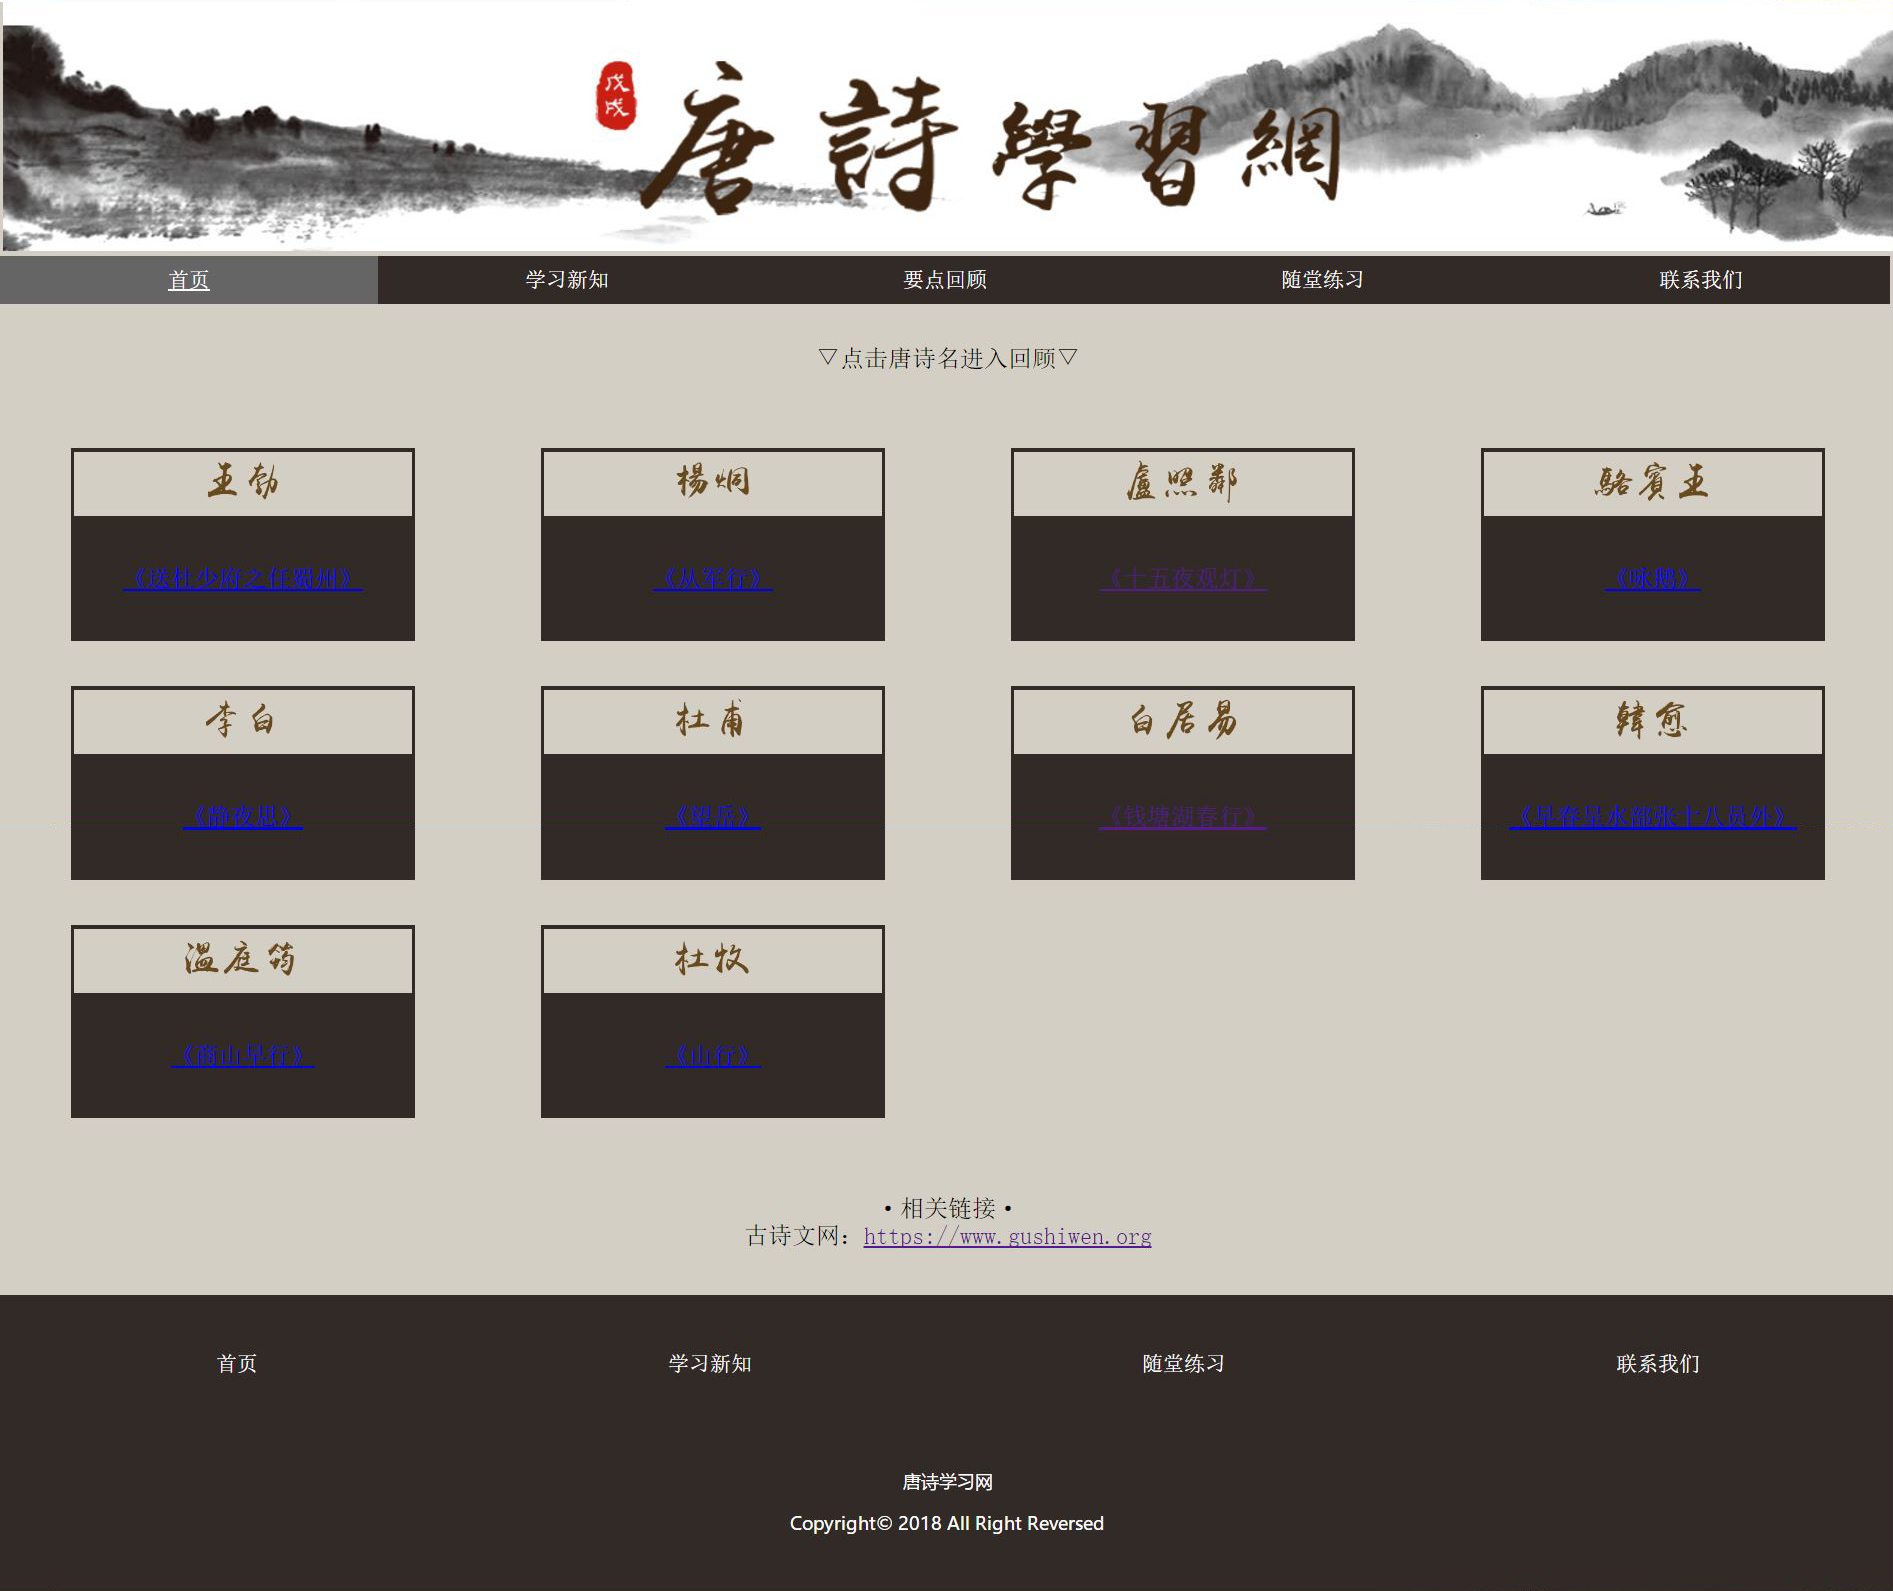 戊戌
唐詩學習網
首页 学习新知 要点回顾 随堂练习 联系我们
▽点击唐诗名进入回顾▽
王勃 楊炯 盧照鄰 駱賓王
《送杜少府之任蜀州》 《从军行》 《十五夜观灯》 《咏鹅》
李白 杜甫 白居易 韓愈
《静夜思》 《望岳》 《钱塘湖春行》 《早春呈水部张十八员外》
溫庭筠 杜牧
《商山早行》 《山行》
• 相关链接 •
古诗文网：https://www.gushiwen.org
首页 学习新知 随堂练习 联系我们
唐诗学习网
Copyright© 2018 All Right Reversed